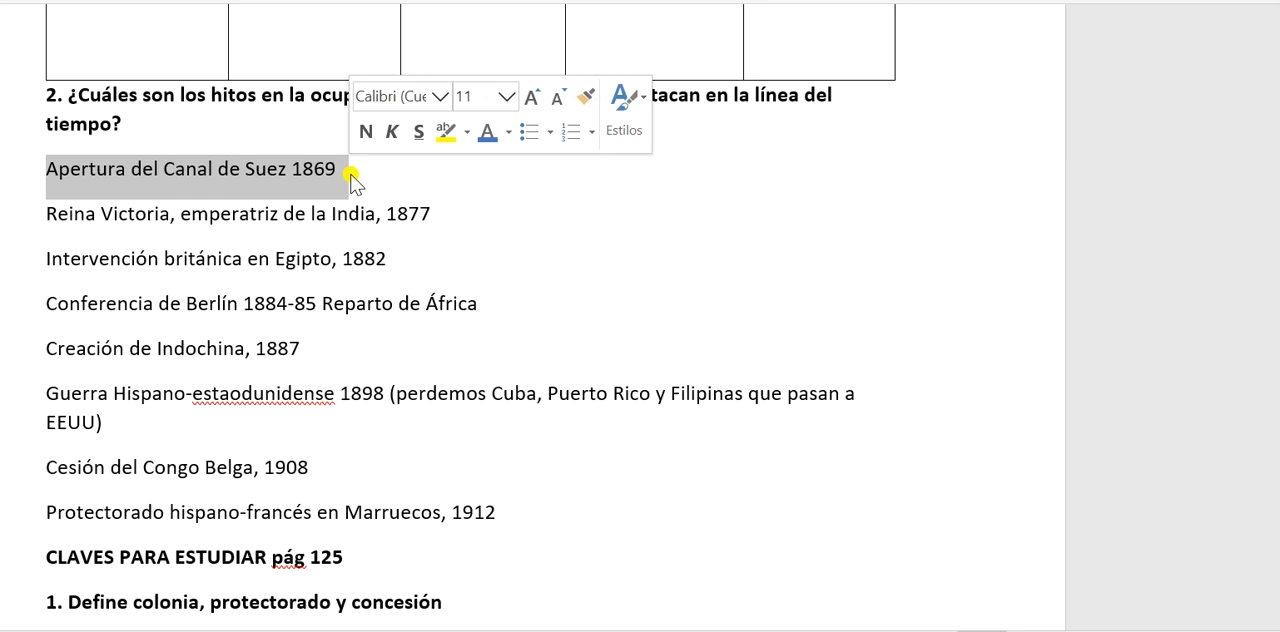 2. ¿Cuáles son los hitos en la ocup tacan en la línea del
tiempo?
Calibri (Cue 11
N K S Estilos
Apertura del Canal de Suez 1869
Reina Victoria, emperatriz de la India, 1877
Intervención británica en Egipto, 1882
Conferencia de Berlín 1884-85 Reparto de África
Creación de Indochina, 1887
Guerra Hispano-estaodunidense 1898 (perdemos Cuba, Puerto Rico y Filipinas que pasan a
EEUU)
Cesión del Congo Belga, 1908
Protectorado hispano-francés en Marruecos, 1912
CLAVES PARA ESTUDIAR pág 125
1. Define colonia, protectorado y concesión